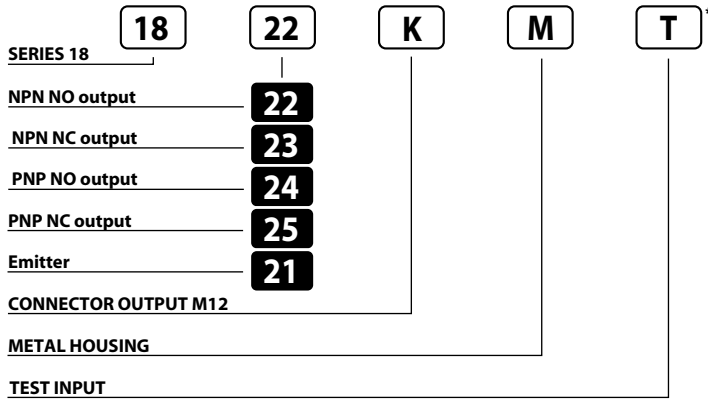 18 22 K M T*
SERIES 18
NPN NO output 22
NPN NC output 23
PNP NO output 24
PNP NC output 25
Emitter 21
CONNECTOR OUTPUT M12
METAL HOUSING
TEST INPUT